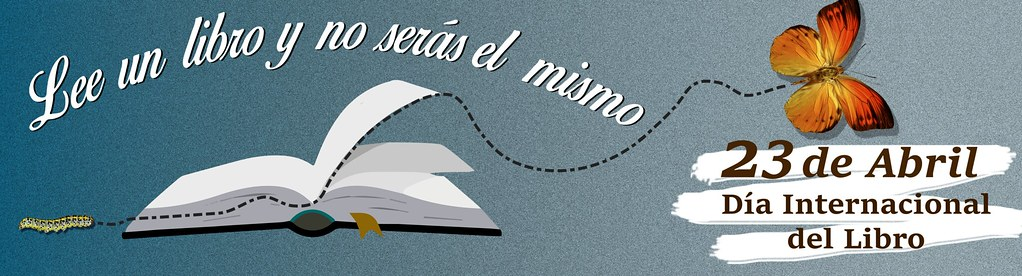 Lee un libro y no serás el mismo
23 de Abril
Día Internacional
del Libro